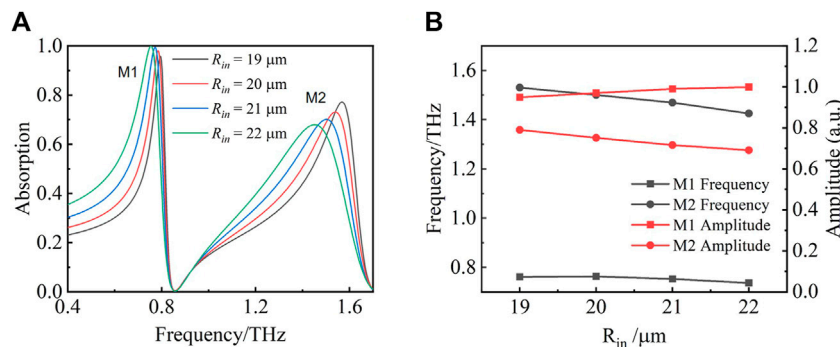 A
Absorption
1.0
0.8
0.6
0.4
0.2
0.0
M1
R_in = 19 μm
R_in = 20 μm
R_in = 21 μm
R_in = 22 μm
M2
0.4 0.8 1.2 1.6
Frequency/THz
B
Frequency/THz
1.6
1.4
1.2
1.0
0.8
M1 Frequency
M2 Frequency
M1 Amplitude
M2 Amplitude
1.2
1.0
0.8
0.6
0.4
0.2
0.0
Amplitude (a.u.)
19 20 21 22
R_in /μm